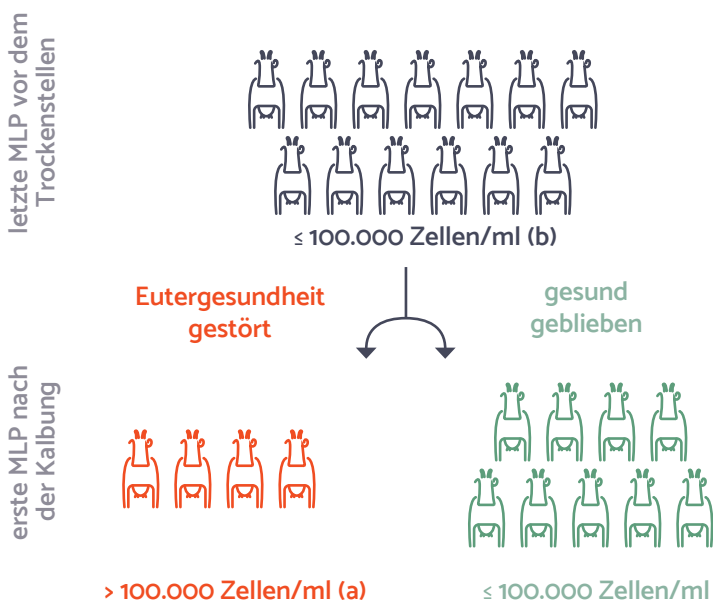 letzte MLP vor dem
Trockenstellen
≤ 100.000 Zellen/ml (b)
Eutergesundheit
gestört
gesund
geblieben
erste MLP nach
der Kalbung
> 100.000 Zellen/ml (a)
≤ 100.000 Zellen/ml